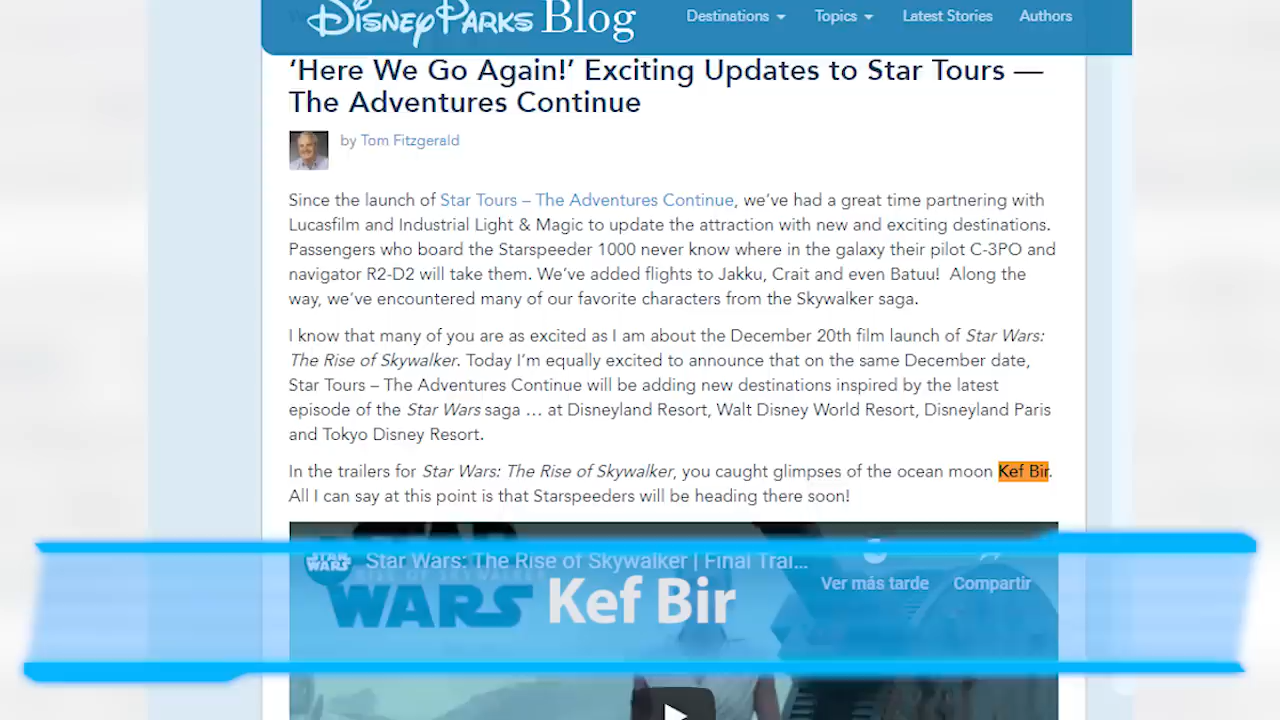 Disney Parks Blog
Destinations Topics Latest Stories Authors
‘Here We Go Again!’ Exciting Updates to Star Tours —
The Adventures Continue
by Tom Fitzgerald
Since the launch of Star Tours – The Adventures Continue, we’ve had a great time partnering with
Lucasfilm and Industrial Light & Magic to update the attraction with new and exciting destinations.
Passengers who board the Starspeeder 1000 never know where in the galaxy their pilot C-3PO and
navigator R2-D2 will take them. We’ve added flights to Jakku, Crait and even Batuu!  Along the
way, we’ve encountered many of our favorite characters from the Skywalker saga.
I know that many of you are as excited as I am about the December 20th film launch of Star Wars:
The Rise of Skywalker. Today I’m equally excited to announce that on the same December date,
Star Tours – The Adventures Continue will be adding new destinations inspired by the latest
episode of the Star Wars saga … at Disneyland Resort, Walt Disney World Resort, Disneyland Paris
and Tokyo Disney Resort.
In the trailers for Star Wars: The Rise of Skywalker, you caught glimpses of the ocean moon Kef Bir.
All I can say at this point is that Starspeeders will be heading there soon!
STAR WARS
Star Wars: The Rise of Skywalker | Final Trai...
Ver más tarde Compartir
WARS
Kef Bir